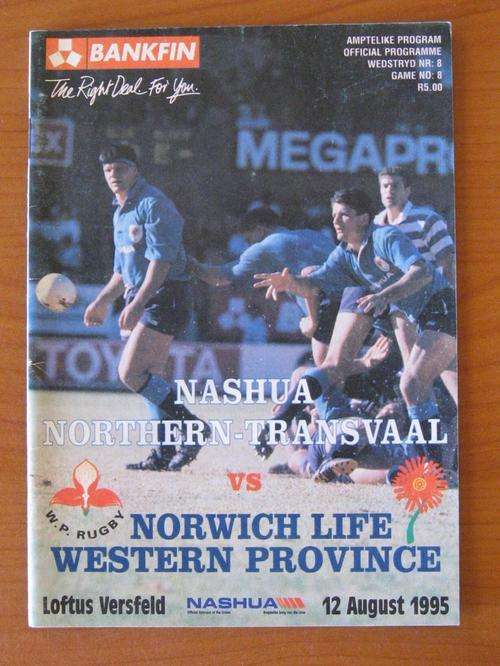 BANKFIN
The Right Deal. For You.
AMPTELIKE PROGRAM
OFFICIAL PROGRAMME
WEDSTRYD NR: 8
GAME NO: 8
R5.00
EX
MEGAPR
TOYOTA
NASHUA
NORTHERN-TRANSVAAL
VS
W.P. RUGBY
NORWICH LIFE
WESTERN PROVINCE
Loftus Versfeld
NASHUA
12 August 1995